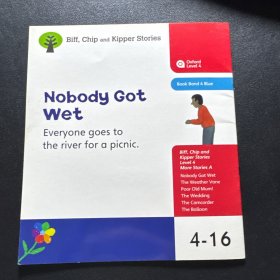 Biff, Chip and Kipper Stories
Oxford
Level 4
Book Band 4 Blue
Nobody Got
Wet
Everyone goes to
the river for a picnic.
Biff, Chip and
Kipper Stories
Level 4
More Stories A
Nobody Got Wet
The Weather Vane
Poor Old Mum!
The Wedding
The Camcorder
The Balloon
4-16